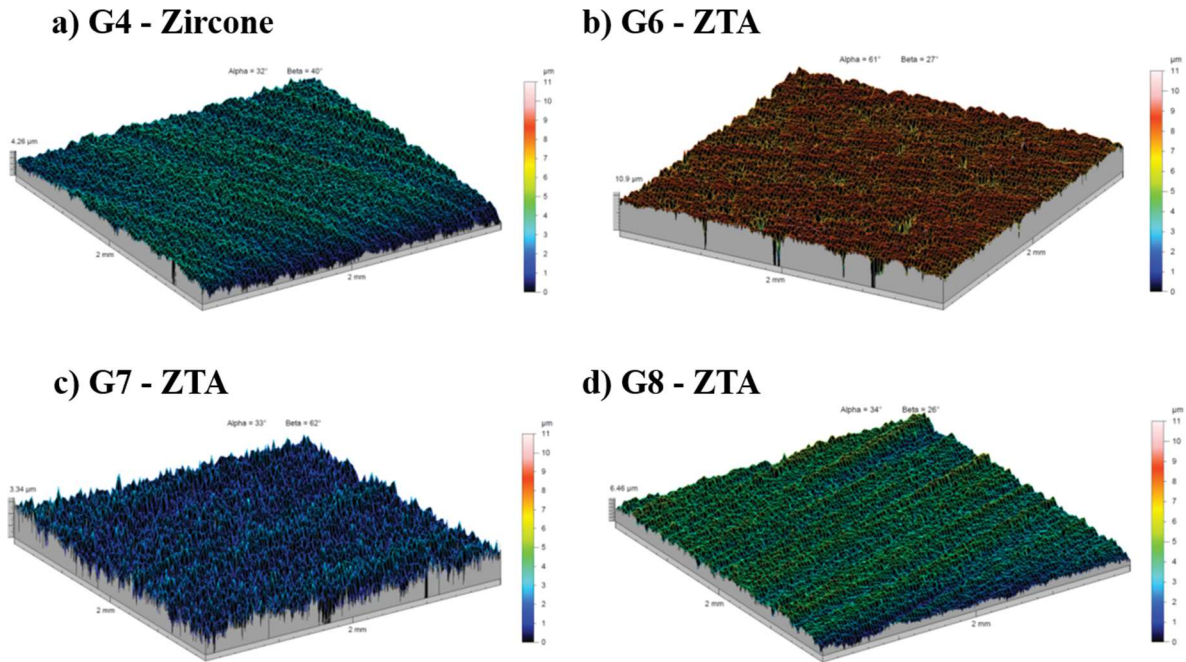 a) G4 - Zircone
Alpha = 32° Beta = 40°
µm
11
10
9
8
7
6
5
4
3
2
1
0
4.26 µm
2 mm
2 mm
b) G6 - ZTA
Alpha = 61° Beta = 27°
µm
11
10
9
8
7
6
5
4
3
2
1
0
10.9 µm
2 mm
2 mm
c) G7 - ZTA
Alpha = 33° Beta = 62°
µm
11
10
9
8
7
6
5
4
3
2
1
0
3.34 µm
2 mm
2 mm
d) G8 - ZTA
Alpha = 34° Beta = 26°
µm
11
10
9
8
7
6
5
4
3
2
1
0
6.46 µm
2 mm
2 mm